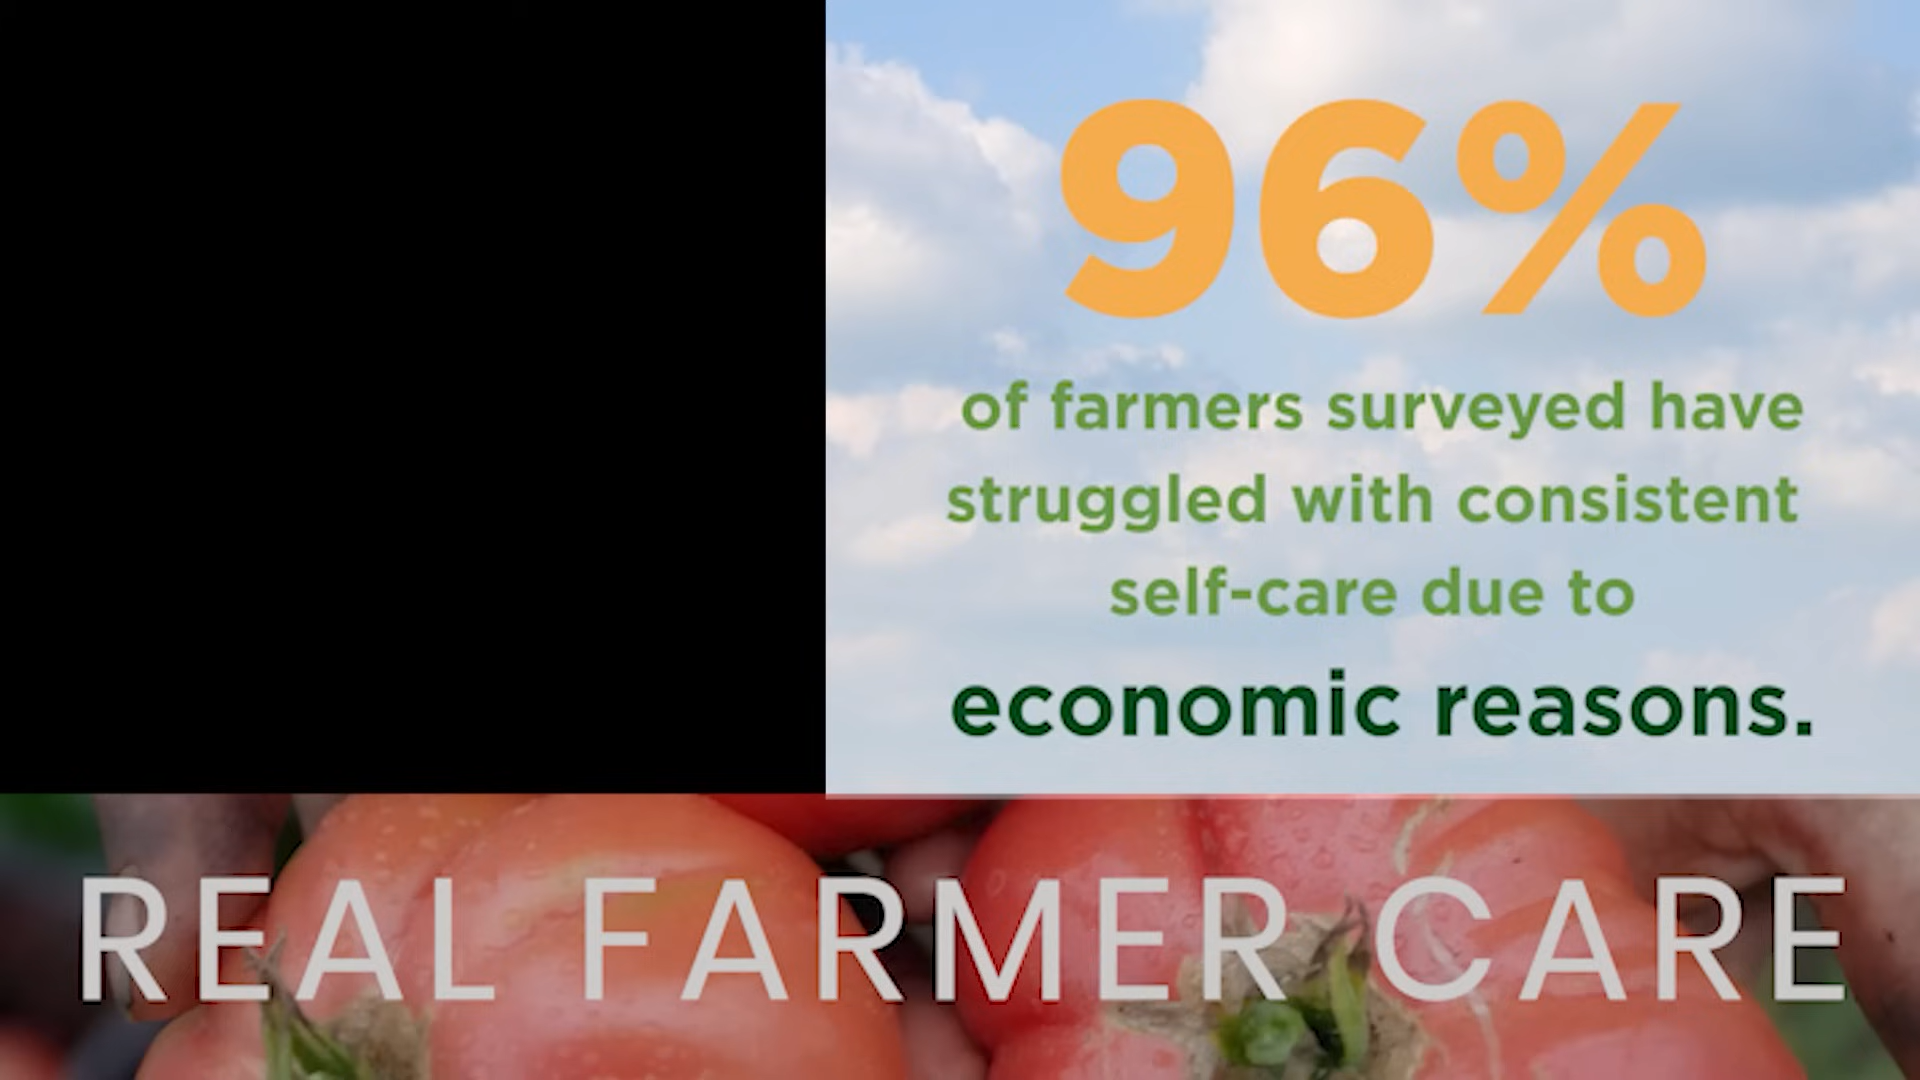 96%
of farmers surveyed have
struggled with consistent
self-care due to
economic reasons.
REAL FARMER CARE